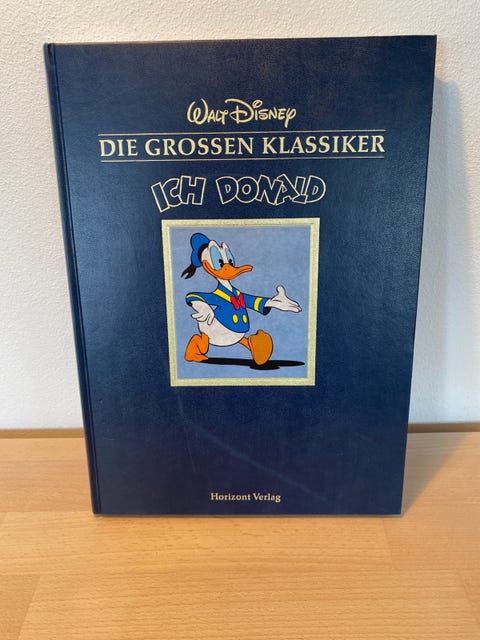 Walt Disney
DIE GROSSEN KLASSIKER
ICH DONALD
Horizont Verlag